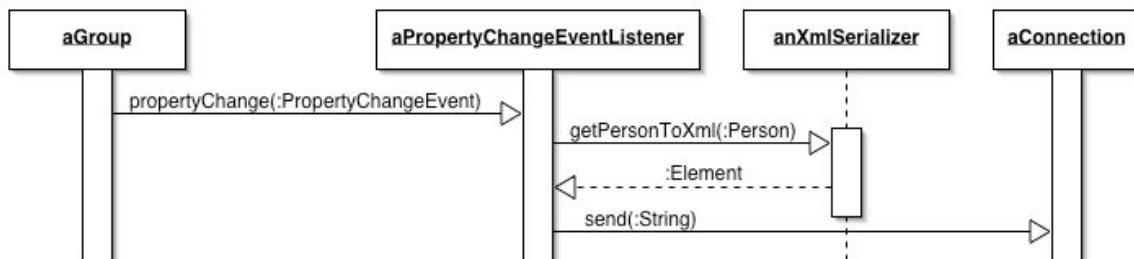 aGroup
aPropertyChangeEventListener
anXmlSerializer
aConnection
propertyChange(:PropertyChangeEvent)
getPersonToXml(:Person)
:Element
send(:String)